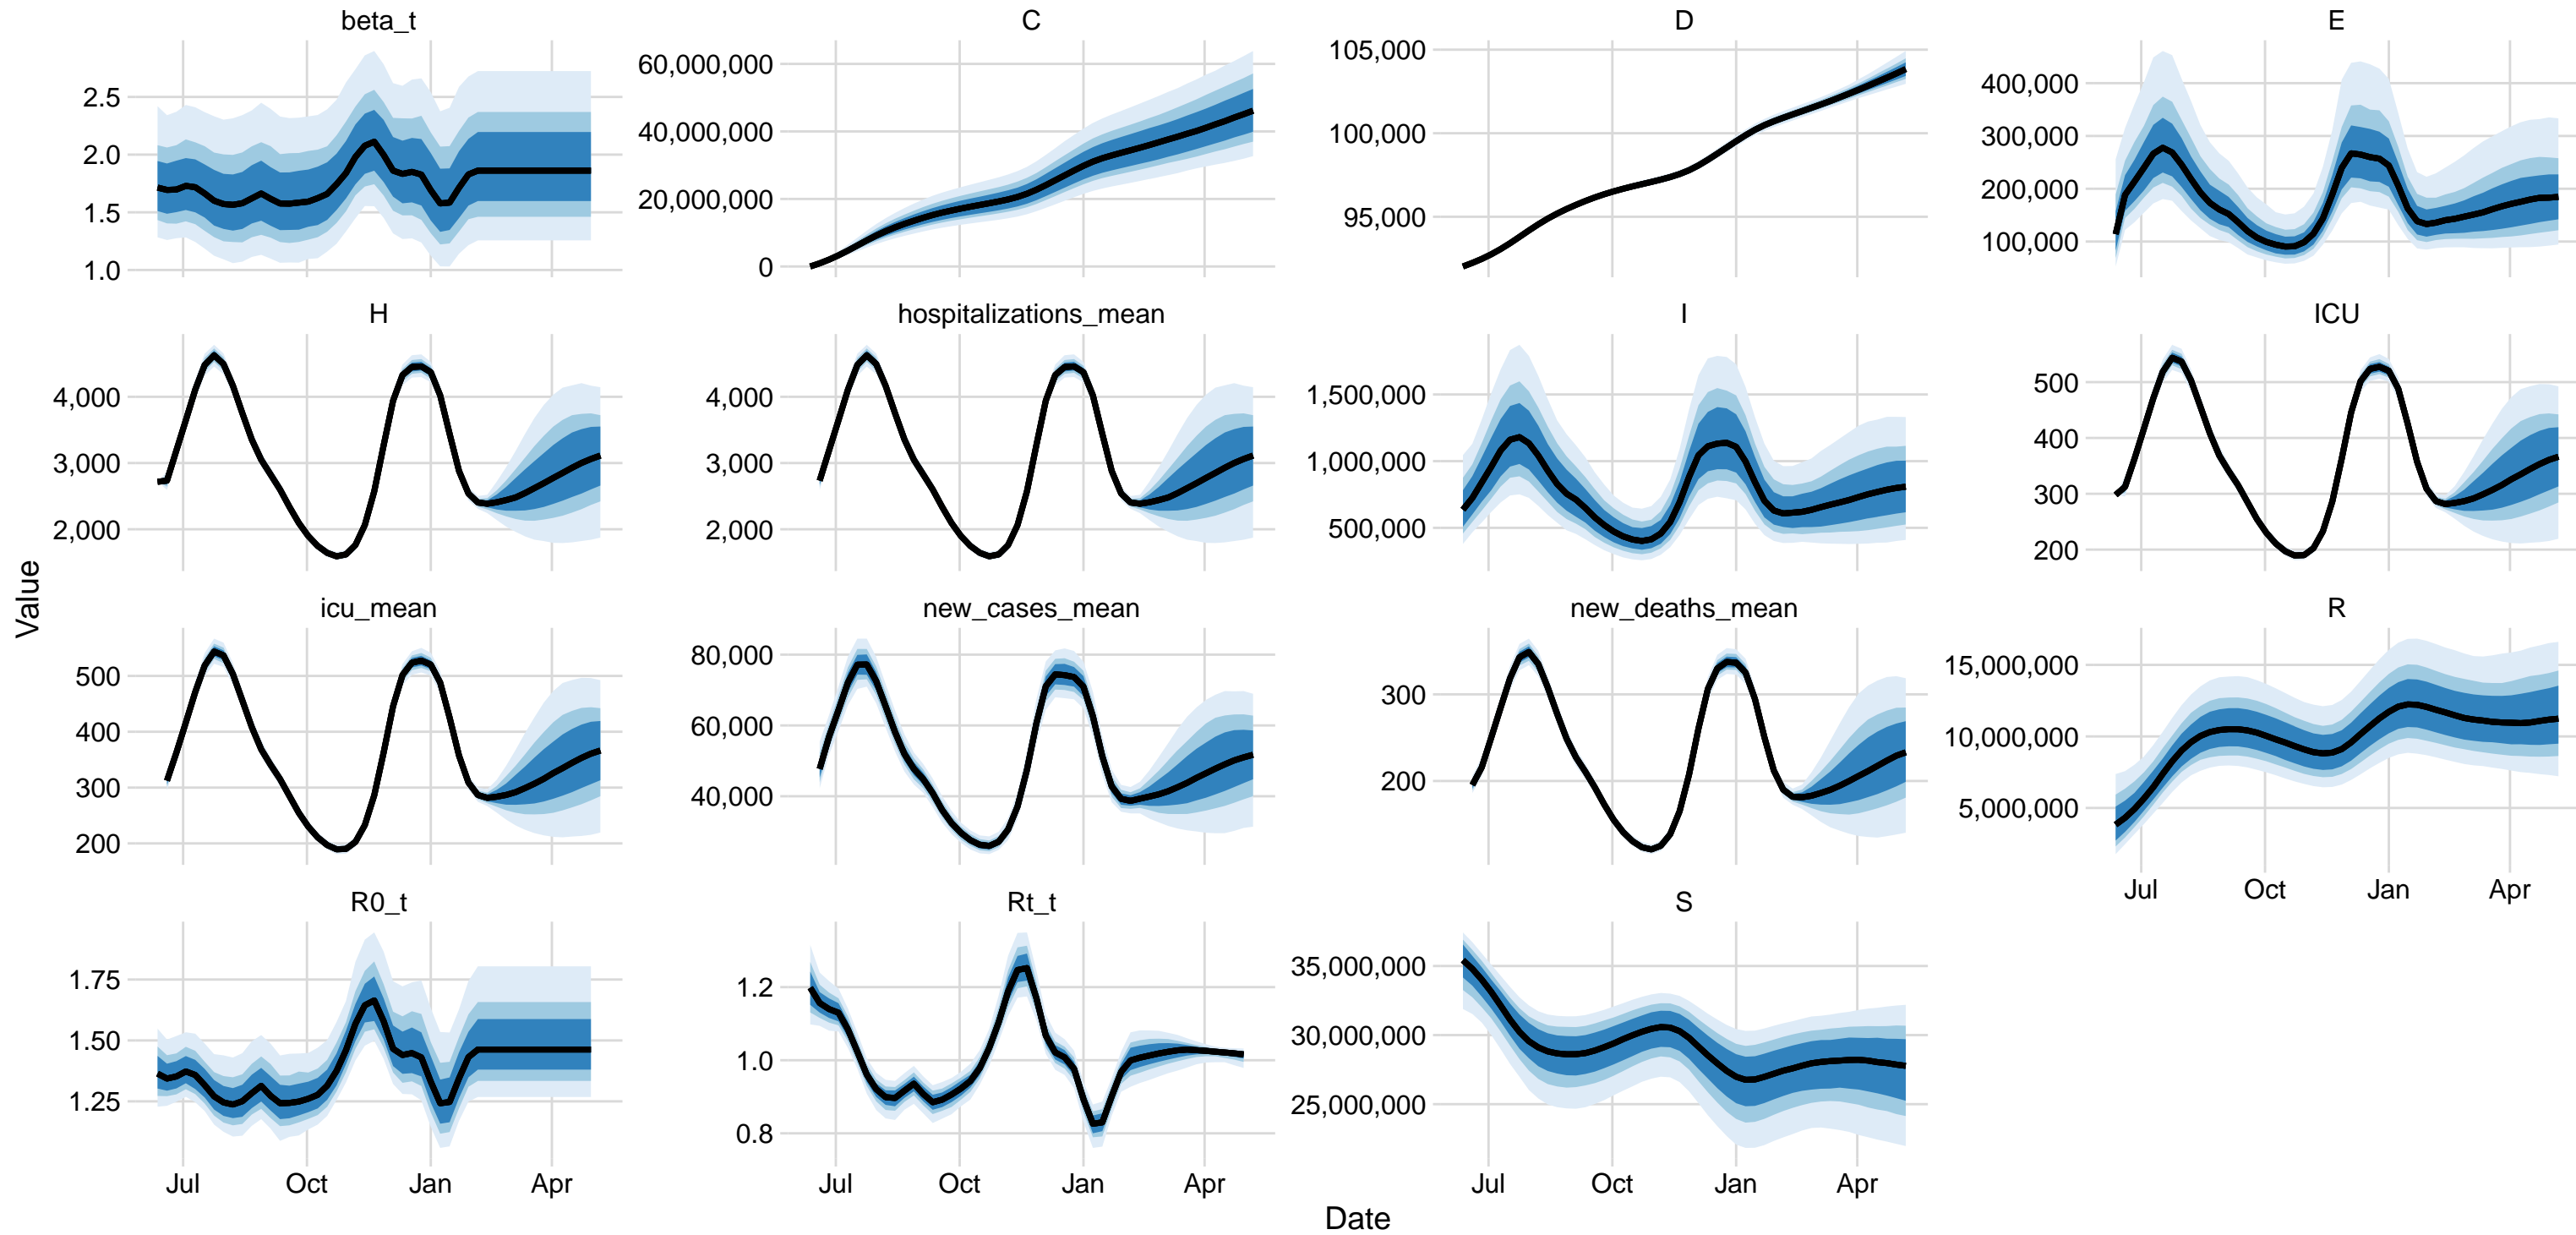 beta_t
C
D
E
2.5
2.0
1.5
1.0
60,000,000
40,000,000
20,000,000
0
105,000
100,000
95,000
400,000
300,000
200,000
100,000
H
hospitalizations_mean
I
ICU
4,000
3,000
2,000
4,000
3,000
2,000
1,500,000
1,000,000
500,000
500
400
300
200
Value
icu_mean
new_cases_mean
new_deaths_mean
R
500
400
300
200
80,000
60,000
40,000
300
200
15,000,000
10,000,000
5,000,000
Jul Oct Jan Apr
R0_t
Rt_t
S
1.75
1.50
1.25
1.2
1.0
0.8
35,000,000
30,000,000
25,000,000
Jul Oct Jan Apr
Jul Oct Jan Apr
Jul Oct Jan Apr
Date